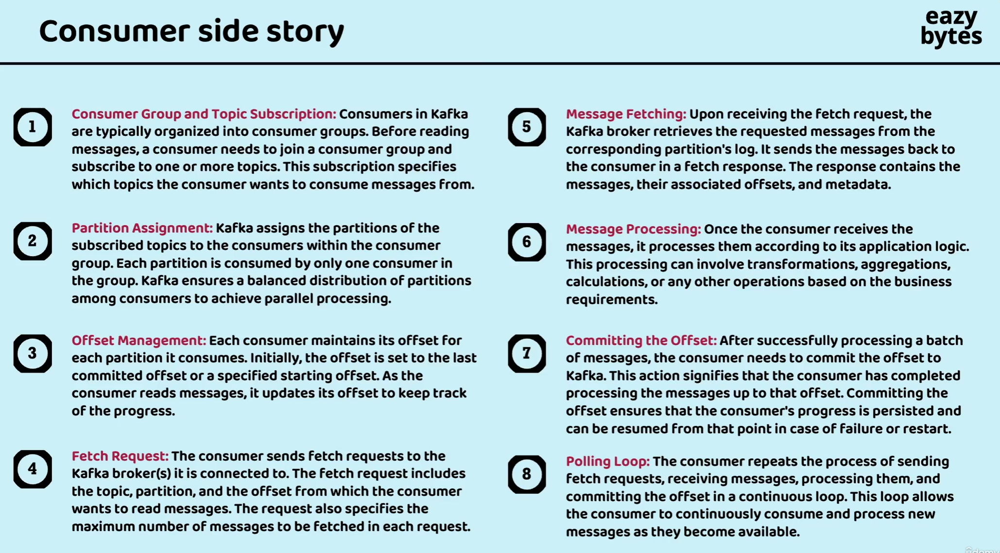 Consumer side story
eazy
bytes
1
Consumer Group and Topic Subscription: Consumers in Kafka
are typically organized into consumer groups. Before reading
messages, a consumer needs to join a consumer group and
subscribe to one or more topics. This subscription specifies
which topics the consumer wants to consume messages from.
2
Partition Assignment: Kafka assigns the partitions of the
subscribed topics to the consumers within the consumer
group. Each partition is consumed by only one consumer in
the group. Kafka ensures a balanced distribution of partitions
among consumers to achieve parallel processing.
3
Offset Management: Each consumer maintains its offset for
each partition it consumes. Initially, the offset is set to the last
committed offset or a specified starting offset. As the
consumer reads messages, it updates its offset to keep track
of the progress.
4
Fetch Request: The consumer sends fetch requests to the
Kafka broker(s) it is connected to. The fetch request includes
the topic, partition, and the offset from which the consumer
wants to read messages. The request also specifies the
maximum number of messages to be fetched in each request.
5
Message Fetching: Upon receiving the fetch request, the
Kafka broker retrieves the requested messages from the
corresponding partition's log. It sends the messages back to
the consumer in a fetch response. The response contains the
messages, their associated offsets, and metadata.
6
Message Processing: Once the consumer receives the
messages, it processes them according to its application logic.
This processing can involve transformations, aggregations,
calculations, or any other operations based on the business
requirements.
7
Committing the Offset: After successfully processing a batch
of messages, the consumer needs to commit the offset to
Kafka. This action signifies that the consumer has completed
processing the messages up to that offset. Committing the
offset ensures that the consumer's progress is persisted and
can be resumed from that point in case of failure or restart.
8
Polling Loop: The consumer repeats the process of sending
fetch requests, receiving messages, processing them, and
committing the offset in a continuous loop. This loop allows
the consumer to continuously consume and process new
messages as they become available.